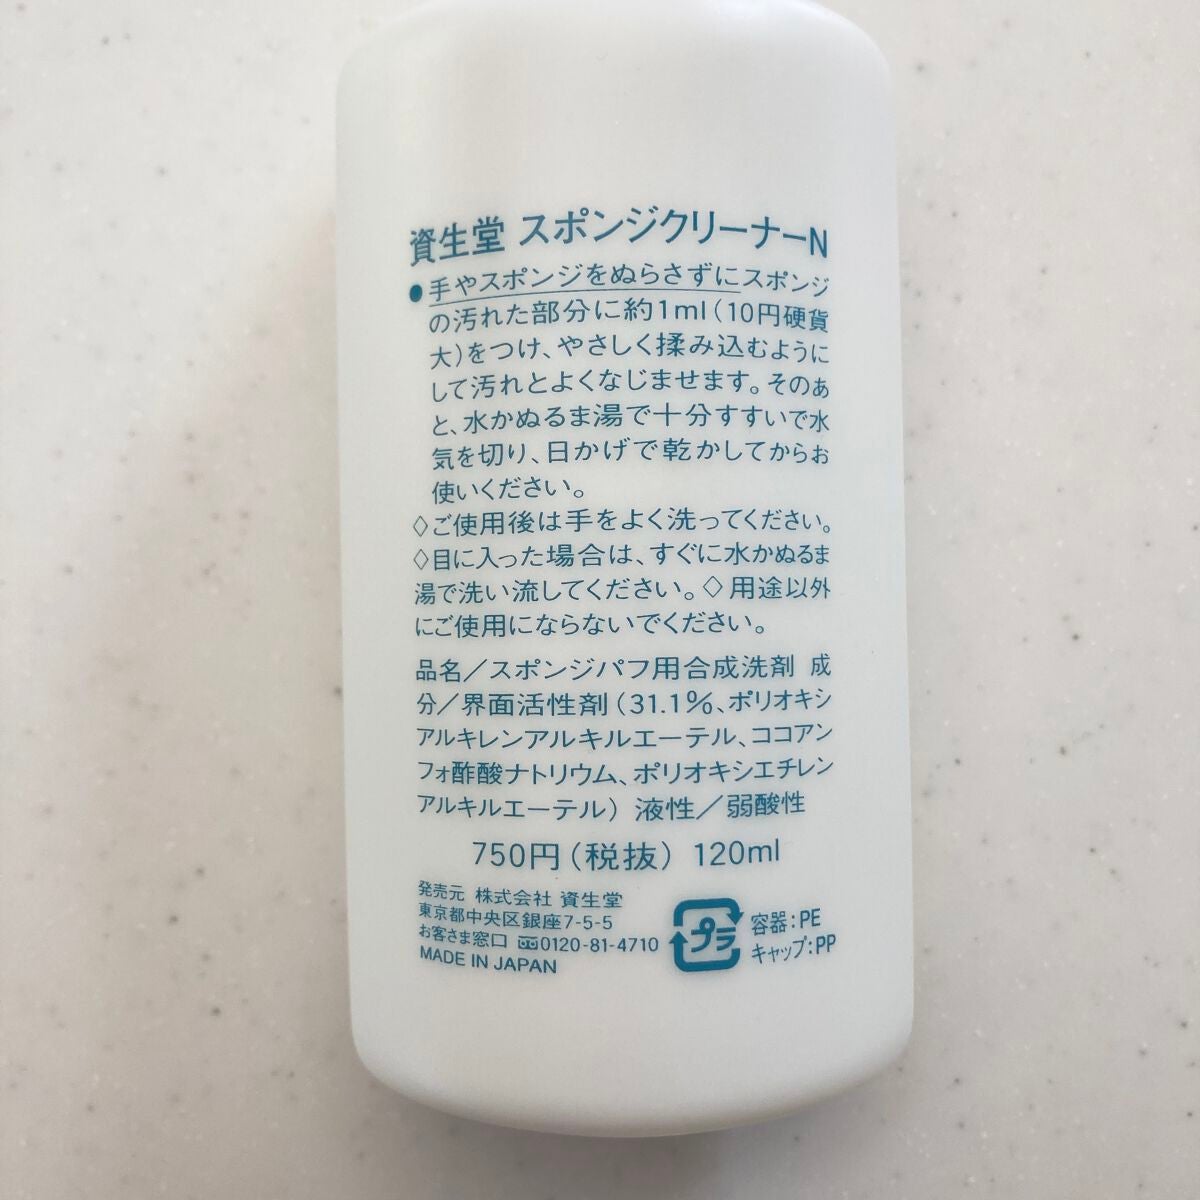 資生堂 スポンジクリーナーN
●手やスポンジをぬらさずにスポンジ
の汚れた部分に約1ml(10円硬貨
大)をつけ、やさしく揉み込むように
して汚れとよくなじませます。そのあ
と、水かぬるま湯で十分すすいで水
気を切り、日かげで乾かしてからお
使いください。
◇ご使用後は手をよく洗ってください。
◇目に入った場合は、すぐに水かぬるま
湯で洗い流してください。◇用途以外
にご使用にならないでください。
品名/スポンジパフ用合成洗剤 成
分/界面活性剤(31.1%、ポリオキシ
アルキレンアルキルエーテル、ココアン
フォ酢酸ナトリウム、ポリオキシエチレン
アルキルエーテル) 液性/弱酸性
750円(税抜) 120ml
発売元 株式会社 資生堂
東京都中央区銀座7-5-5
お客さま窓口 0120-81-4710
MADE IN JAPAN
プラ
容器:PE
キャップ:PP